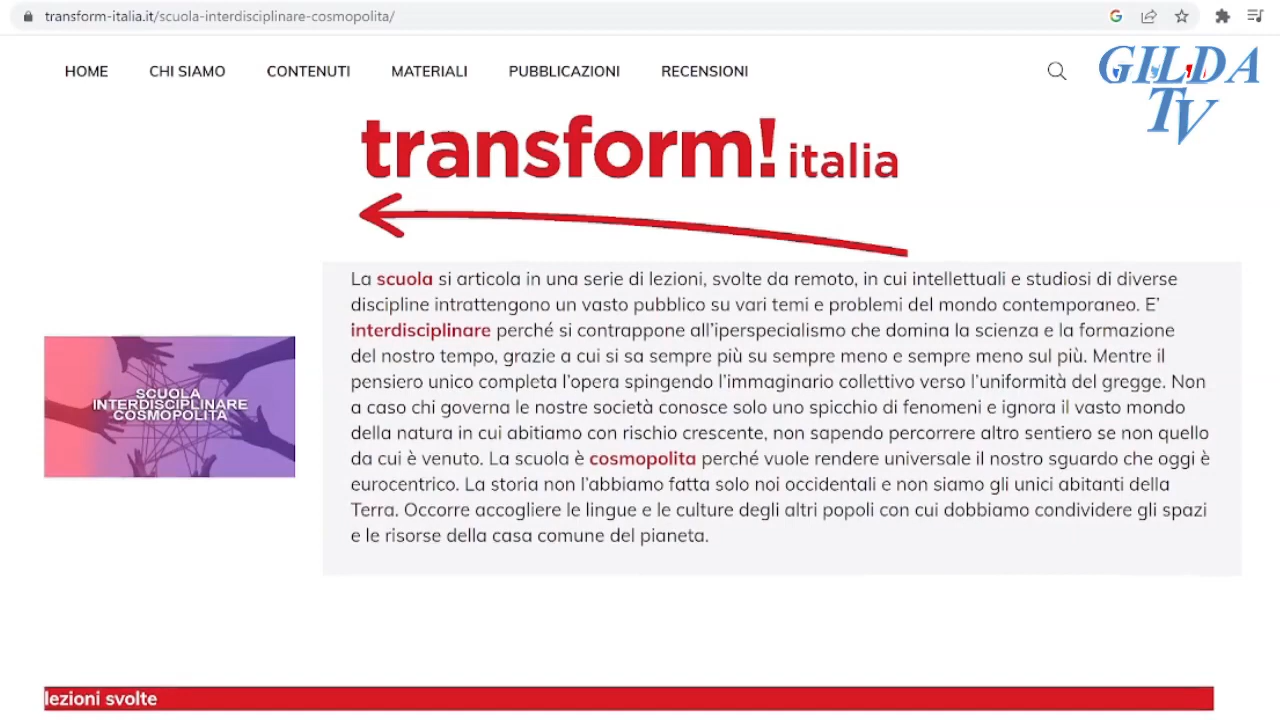 transform-italia.it/scuola-interdisciplinare-cosmopolita/
HOME CHI SIAMO CONTENUTI MATERIALI PUBBLICAZIONI RECENSIONI
GILDA
TV
transform! italia
La scuola si articola in una serie di lezioni, svolte da remoto, in cui intellettuali e studiosi di diverse
discipline intrattengono un vasto pubblico su vari temi e problemi del mondo contemporaneo. E'
interdisciplinare perché si contrappone all'iperspecialismo che domina la scienza e la formazione
del nostro tempo, grazie a cui si sa sempre più su sempre meno e sempre meno sul più. Mentre il
pensiero unico completa l'opera spingendo l'immaginario collettivo verso l'uniformità del gregge. Non
a caso chi governa le nostre società conosce solo uno spicchio di fenomeni e ignora il vasto mondo
della natura in cui abitiamo con rischio crescente, non sapendo percorrere altro sentiero se non quello
da cui è venuto. La scuola è cosmopolita perché vuole rendere universale il nostro sguardo che oggi è
eurocentrico. La storia non l'abbiamo fatta solo noi occidentali e non siamo gli unici abitanti della
Terra. Occorre accogliere le lingue e le culture degli altri popoli con cui dobbiamo condividere gli spazi
e le risorse della casa comune del pianeta.
SCUOLA
INTERDISCIPLINARE
COSMOPOLITA
lezioni svolte